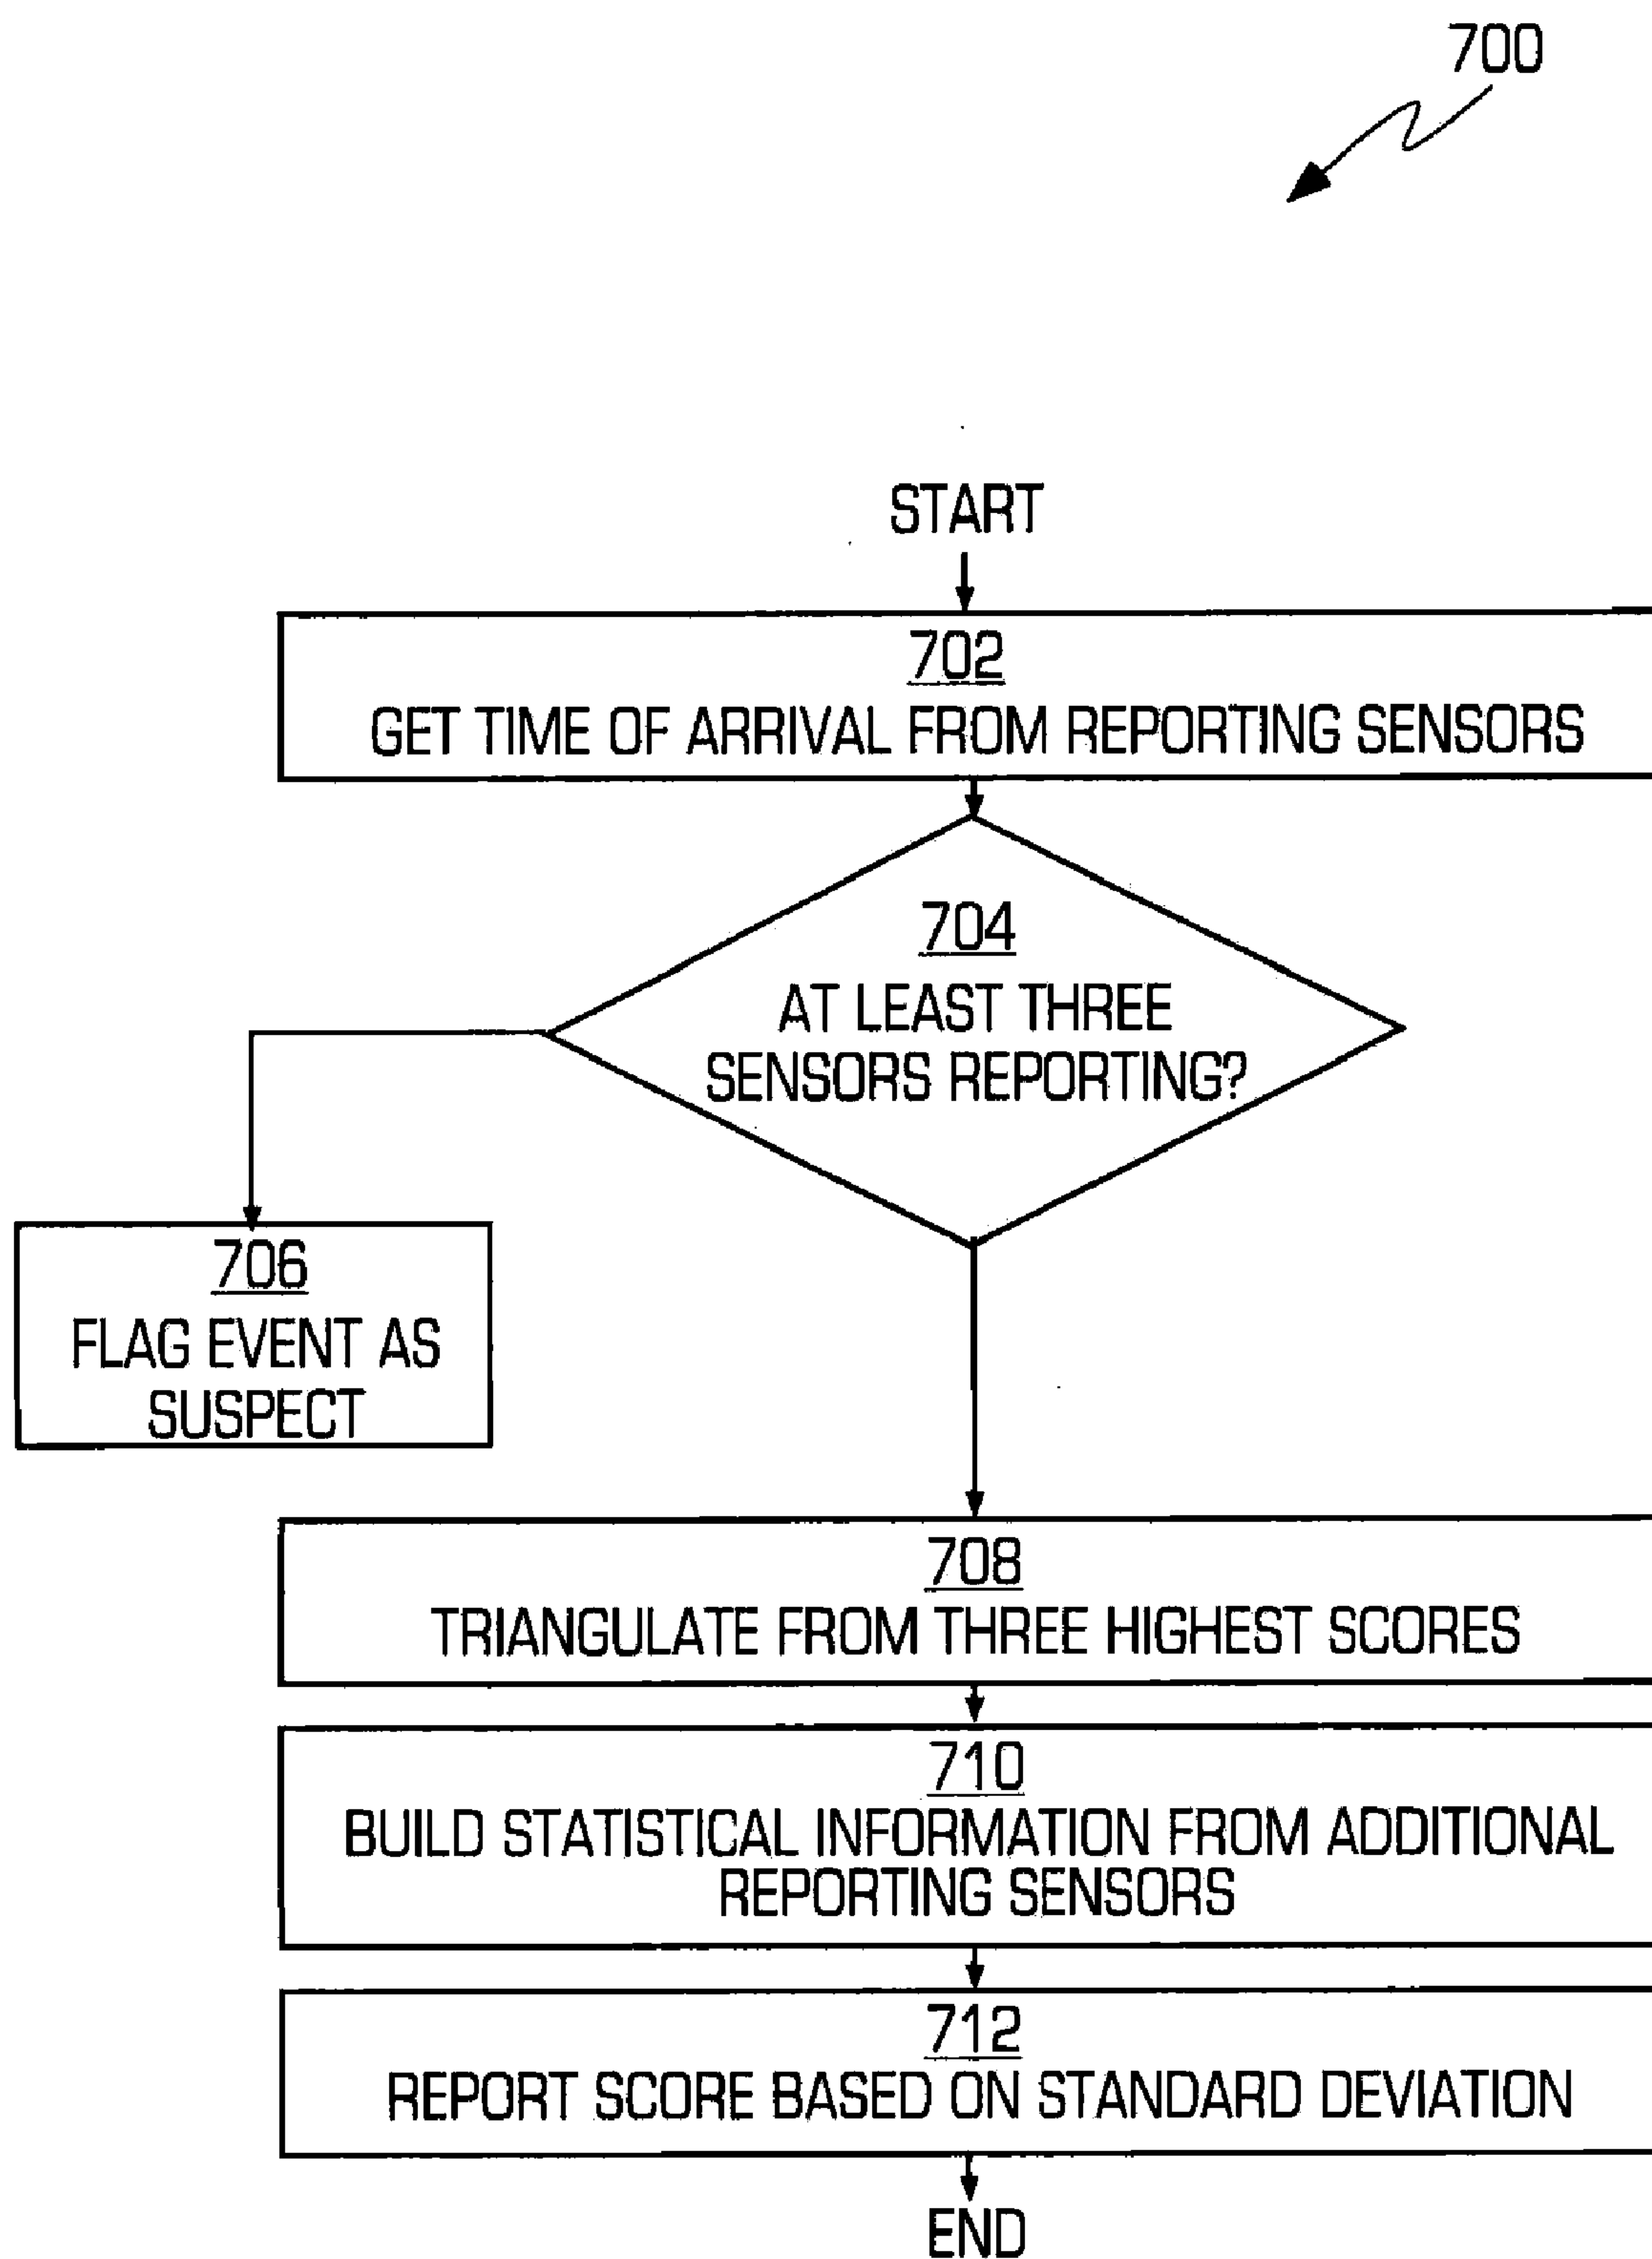 700
START
702
GET TIME OF ARRIVAL FROM REPORTING SENSORS
704
AT LEAST THREE
SENSORS REPORTING?
706
FLAG EVENT AS
SUSPECT
708
TRIANGULATE FROM THREE HIGHEST SCORES
710
BUILD STATISTICAL INFORMATION FROM ADDITIONAL
REPORTING SENSORS
712
REPORT SCORE BASED ON STANDARD DEVIATION
END